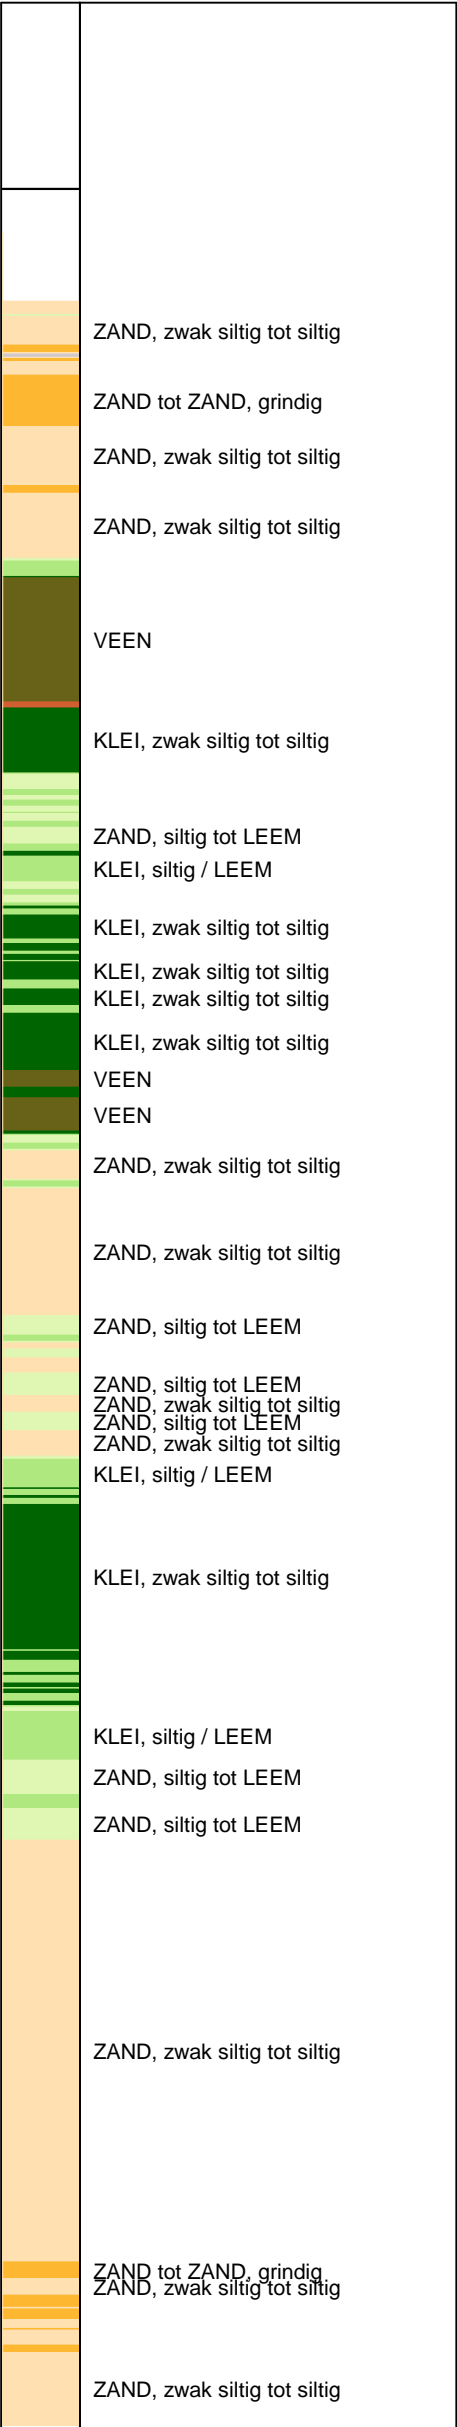 ZAND, zwak siltig tot siltig
ZAND tot ZAND, grindig
ZAND, zwak siltig tot siltig
ZAND, zwak siltig tot siltig
VEEN
KLEI, zwak siltig tot siltig
ZAND, siltig tot LEEM
KLEI, siltig / LEEM
KLEI, zwak siltig tot siltig
KLEI, zwak siltig tot siltig
KLEI, zwak siltig tot siltig
KLEI, zwak siltig tot siltig
VEEN
VEEN
ZAND, zwak siltig tot siltig
ZAND, zwak siltig tot siltig
ZAND, siltig tot LEEM
ZAND, siltig tot LEEM
ZAND, zwak siltig tot siltig
ZAND, siltig tot LEEM
ZAND, zwak siltig tot siltig
KLEI, siltig / LEEM
KLEI, zwak siltig tot siltig
KLEI, siltig / LEEM
ZAND, siltig tot LEEM
ZAND, siltig tot LEEM
ZAND, zwak siltig tot siltig
ZAND tot ZAND, grindig
ZAND, zwak siltig tot siltig
ZAND, zwak siltig tot siltig